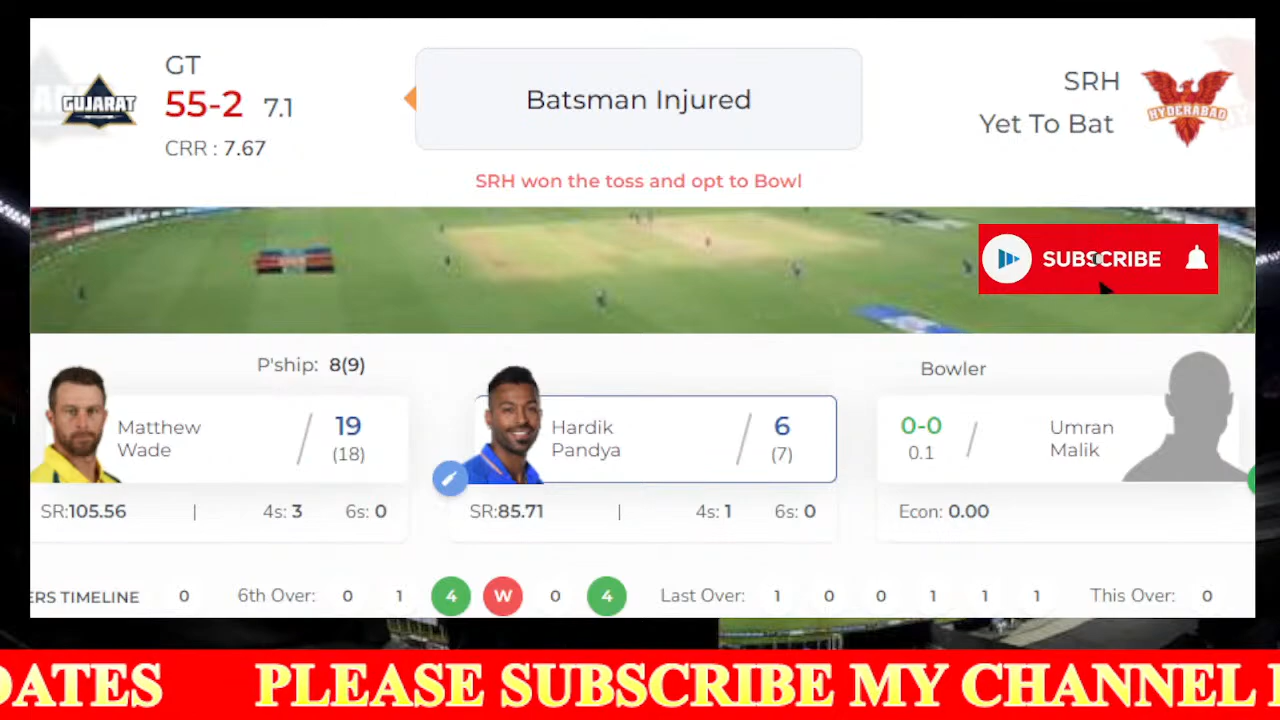 GT
55-2 7.1
CRR : 7.67
GUJARAT
Batsman Injured
SRH won the toss and opt to Bowl
SRH
Yet To Bat
HYDERABAD
SUBSCRIBE
P'ship: 8(9)
Matthew
Wade
19
(18)
SR:105.56 | 4s: 3 6s: 0
Hardik
Pandya
6
(7)
SR:85.71 | 4s: 1 6s: 0
Bowler
0-0
0.1
Umran
Malik
Econ: 0.00
ERS TIMELINE 0 6th Over: 0 1 4 W 0 4 Last Over: 1 0 0 1 1 1 This Over: 0
DATES PLEASE SUBSCRIBE MY CHANNEL